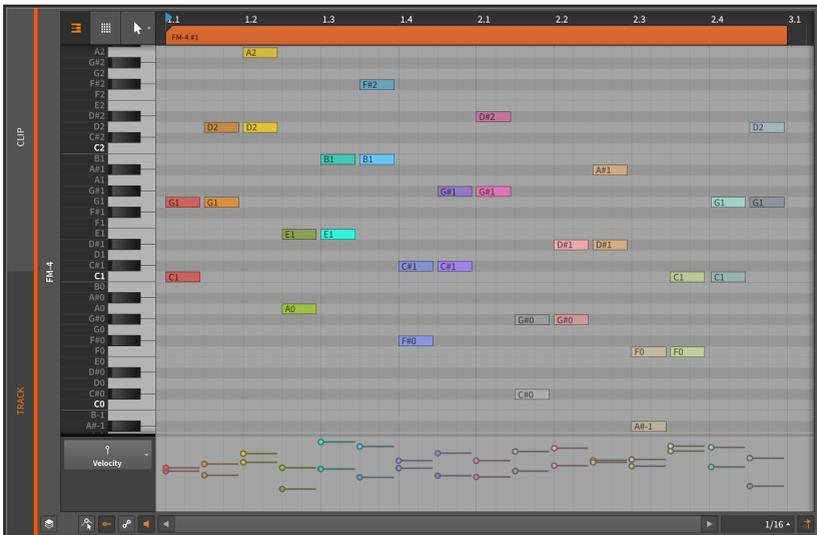 1.1 1.2 1.3 1.4 2.1 2.2 2.3 2.4 3.1
FM-4 #1
CLIP
FM-4
TRACK
A2 A2
G#2
G2
F#2 F#2
F2
E2
D#2 D#2
D2 D2 D2 D2
C#2
C2
B1 B1 B1
A#1 A#1
A1
G#1 G#1 G#1
G1 G1 G1 G1 G1
F#1
F1
E1 E1 E1
D#1 D#1 D#1
D1
C#1 C#1 C#1
C1 C1 C1 C1
B0
A#0
A0 A0
G#0 G#0 G#0
G0
F#0 F#0
F0 F0 F0
E0
D#0
D0
C#0 C#0
C0
B-1
A#-1 A#-1
Velocity
1/16